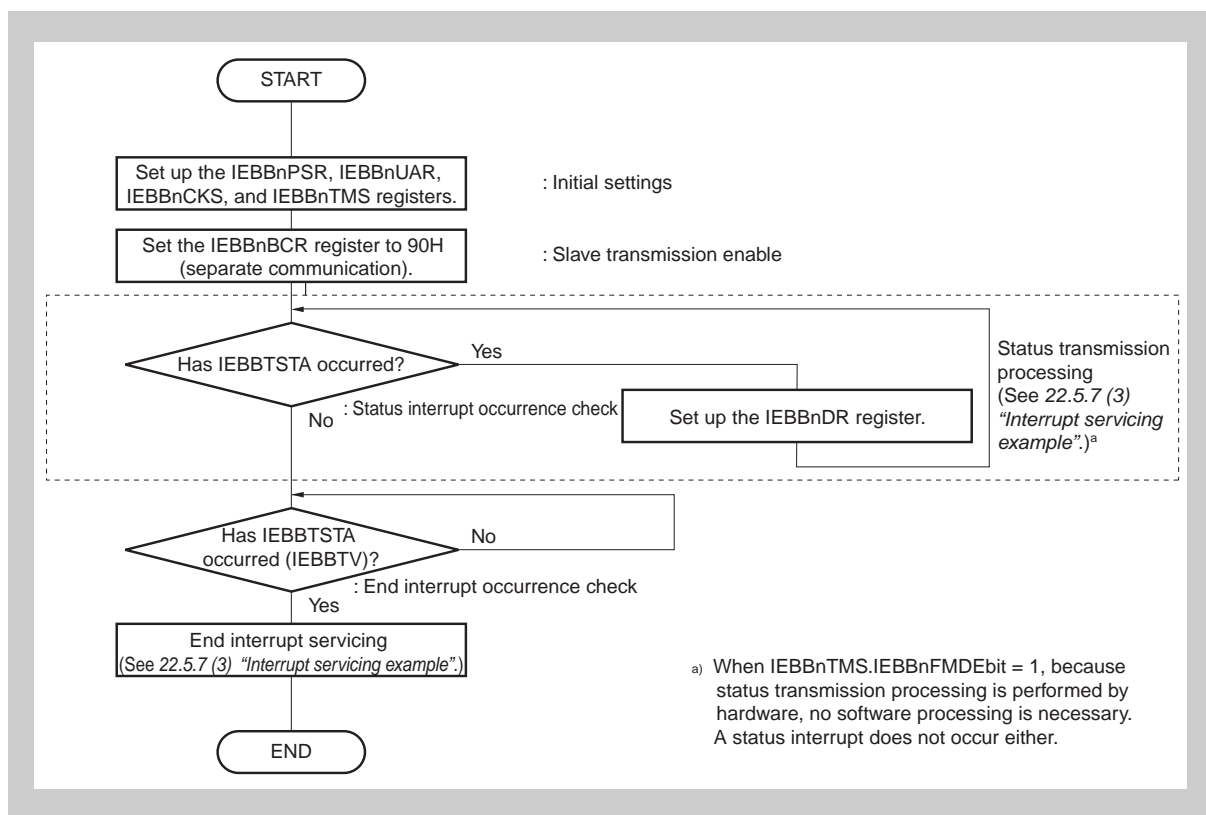 START
Set up the IEBBnPSR, IEBBnUAR,
IEBBnCKS, and IEBBnTMS registers.
: Initial settings
Set the IEBBnBCR register to 90H
(separate communication).
: Slave transmission enable
Has IEBBTSTA occurred?
Yes
No
: Status interrupt occurrence check
Set up the IEBBnDR register.
Status transmission
processing
(See 22.5.7 (3)
“Interrupt servicing
example”.)a
Has IEBBTSTA
occurred (IEBBTV)?
No
: End interrupt occurrence check
Yes
End interrupt servicing
(See 22.5.7 (3) “Interrupt servicing example”.)
a) When IEBBnTMS.IEBBnFMDEbit = 1, because
status transmission processing is performed by
hardware, no software processing is necessary.
A status interrupt does not occur either.
END